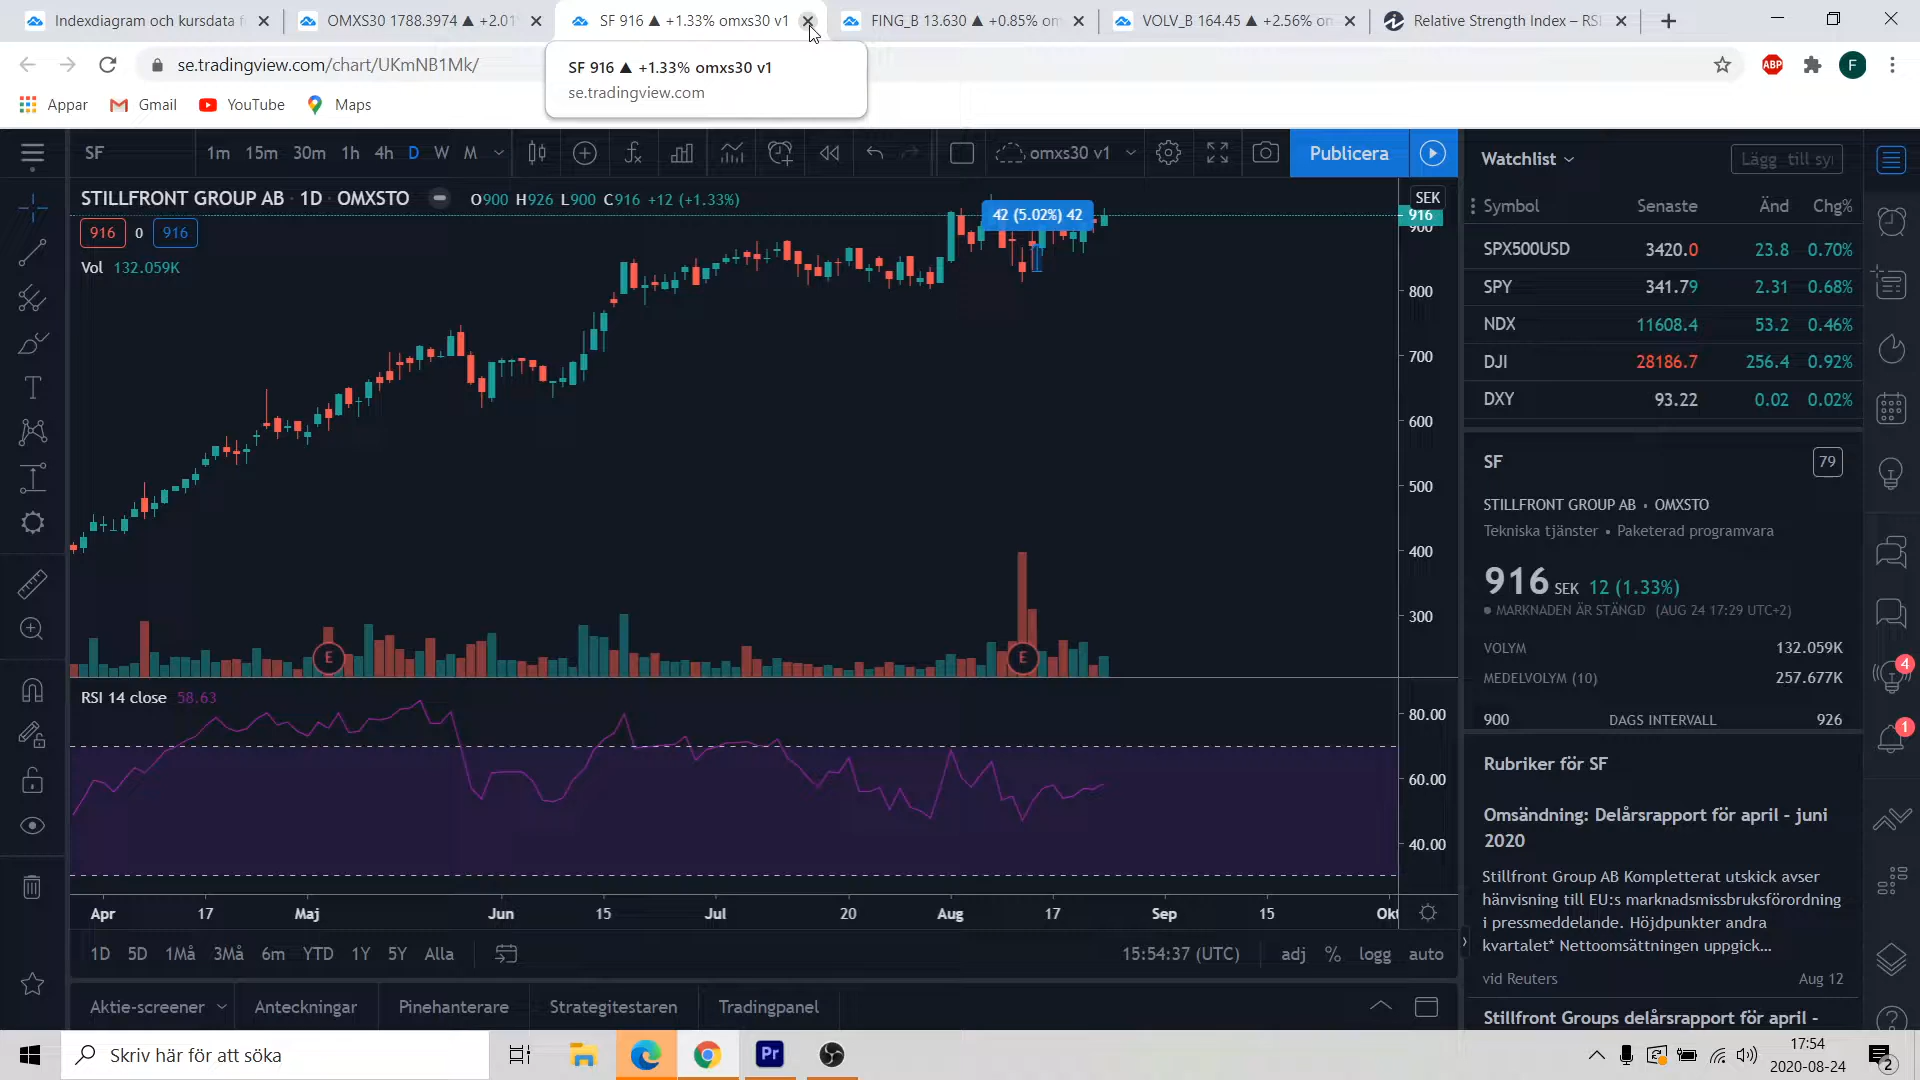 Indexdiagram och kursdata f
OMXS30 1788.3974 ▲ +2.01
SF 916 ▲ +1.33% omxs30 v1
FING_B 13.630 ▲ +0.85% om
VOLV_B 164.45 ▲ +2.56% on
Relative Strength Index – RSI
se.tradingview.com/chart/UKmNB1Mk/
SF 916 ▲ +1.33% omxs30 v1
se.tradingview.com
ABP
F
Appar
Gmail
YouTube
Maps
SF
1m 15m 30m 1h 4h D W M
omxs30 v1
Publicera
Watchlist
Lägg till syı
STILLFRONT GROUP AB · 1D · OMXSTO
O900 H926 L900 C916 +12 (+1.33%)
916 0 916
Vol 132.059K
42 (5.02%) 42
SEK
916
900
800
700
600
500
400
300
E
E
RSI 14 close 58.63
80.00
60.00
40.00
Apr 17 Maj Jun 15 Jul 20 Aug 17 Sep 15 Okt
1D 5D 1Må 3Må 6m YTD 1Y 5Y Alla
15:54:37 (UTC)
adj % logg auto
Aktie-screener
Anteckningar
Pinehanterare
Strategitestaren
Tradingpanel
Symbol Senaste Änd Chg%
SPX500USD 3420.0 23.8 0.70%
SPY 341.79 2.31 0.68%
NDX 11608.4 53.2 0.46%
DJI 28186.7 256.4 0.92%
DXY 93.22 0.02 0.02%
SF
79
STILLFRONT GROUP AB • OMXSTO
Tekniska tjänster • Paketerad programvara
916 SEK 12 (1.33%)
● MARKNADEN ÄR STÄNGD (AUG 24 17:29 UTC+2)
VOLYM 132.059K
MEDELVOLYM (10) 257.677K
900 DAGS INTERVALL 926
Rubriker för SF
Omsändning: Delårsrapport för april - juni
2020
Stillfront Group AB Kompletterat utskick avser
hänvisning till EU:s marknadsmissbruksförordning
i pressmeddelande. Höjdpunkter andra
kvartalet* Nettoomsättningen uppgick...
vid Reuters Aug 12
Stillfront Groups delårsrapport för april -
4
1
Skriv här för att söka
Pr
17:54
2020-08-24
2